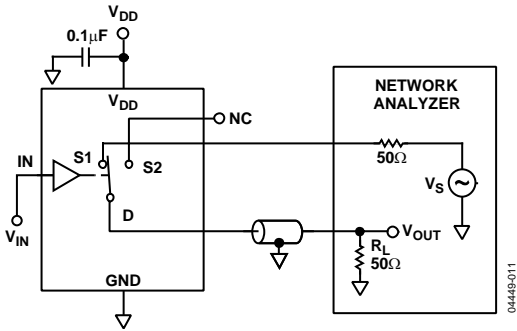 VDD
0.1µF
VDD
NC
NETWORK
ANALYZER
IN
S1
S2
50Ω
VS
VIN
D
VOUT
RL
50Ω
GND
04449-011